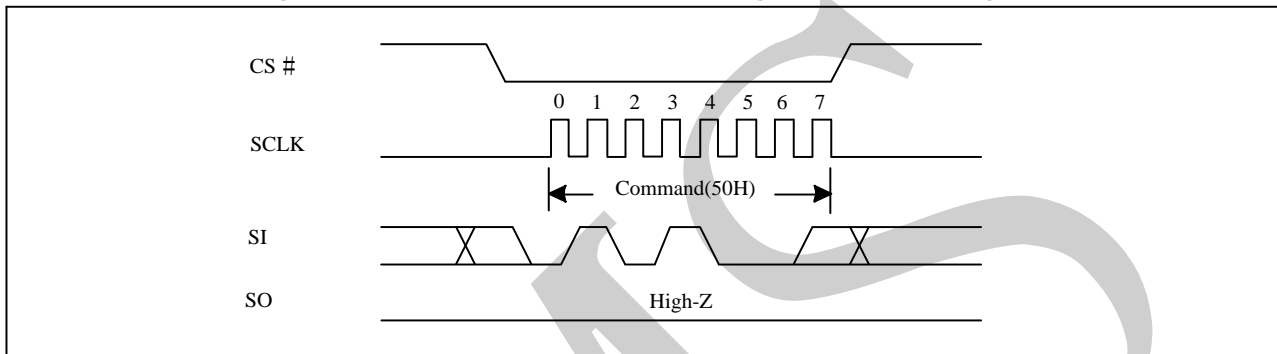 CS #
0 1 2 3 4 5 6 7
SCLK
Command(50H)
SI
SO High-Z